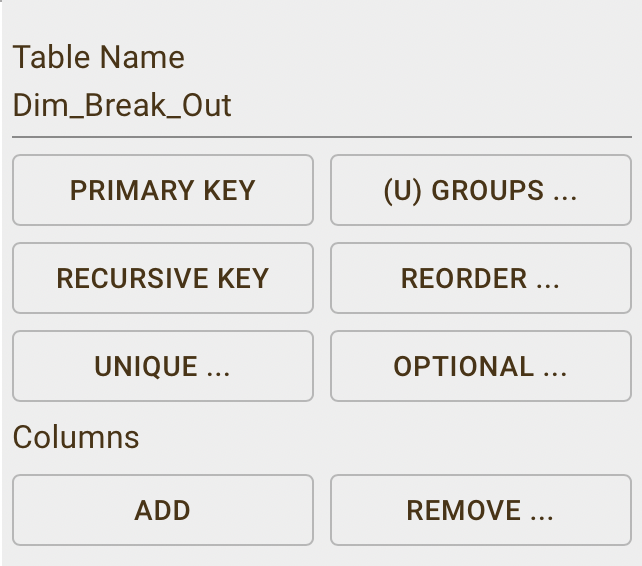 Table Name
Dim_Break_Out
PRIMARY KEY
(U) GROUPS ...
RECURSIVE KEY
REORDER ...
UNIQUE ...
OPTIONAL ...
Columns
ADD
REMOVE ...